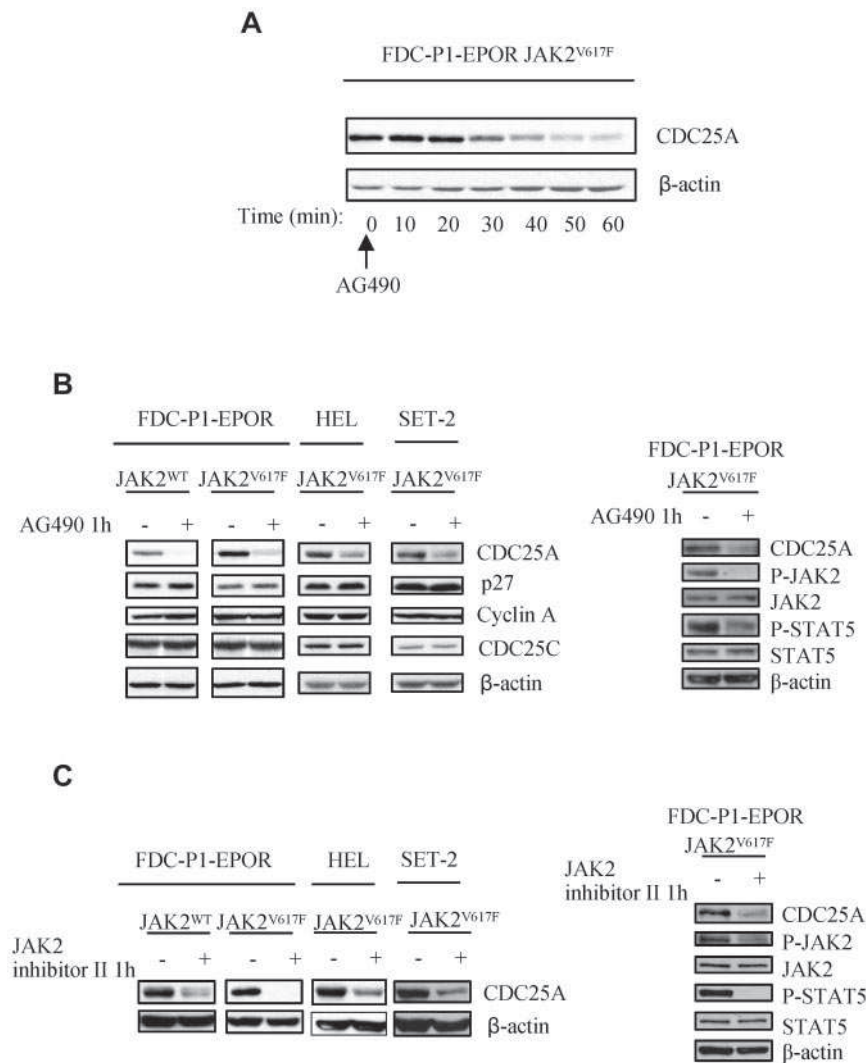 A
FDC-P1-EPOR JAK2V617F
CDC25A
β-actin
Time (min): 0 10 20 30 40 50 60
AG490
B
FDC-P1-EPOR HEL SET-2
JAK2WT JAK2V617F JAK2V617F JAK2V617F
AG490 1h - + - + - + - +
CDC25A
p27
Cyclin A
CDC25C
β-actin
FDC-P1-EPOR
JAK2V617F
AG490 1h - +
CDC25A
P-JAK2
JAK2
P-STAT5
STAT5
β-actin
C
FDC-P1-EPOR HEL SET-2
JAK2WT JAK2V617F JAK2V617F JAK2V617F
JAK2
inhibitor II 1h - + - + - + - +
CDC25A
β-actin
FDC-P1-EPOR
JAK2V617F
JAK2
inhibitor II 1h - +
CDC25A
P-JAK2
JAK2
P-STAT5
STAT5
β-actin